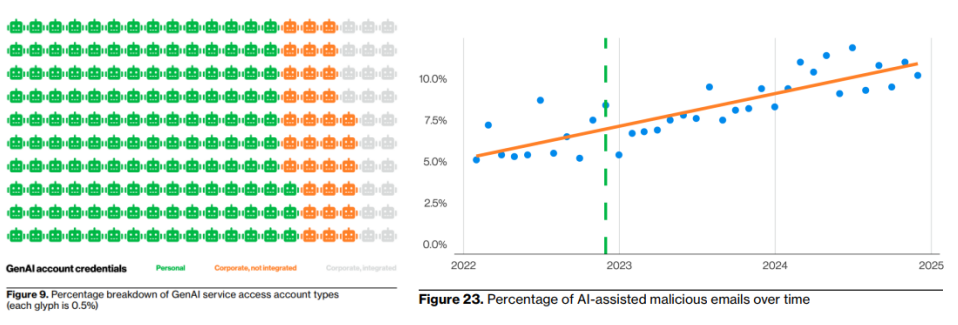 GenAI account credentials
Personal
Corporate, not integrated
Corporate, integrated
Figure 9. Percentage breakdown of GenAI service access account types
(each glyph is 0.5%)
10.0%
7.5%
5.0%
2.5%
0.0%
2022
2023
2024
2025
Figure 23. Percentage of AI-assisted malicious emails over time